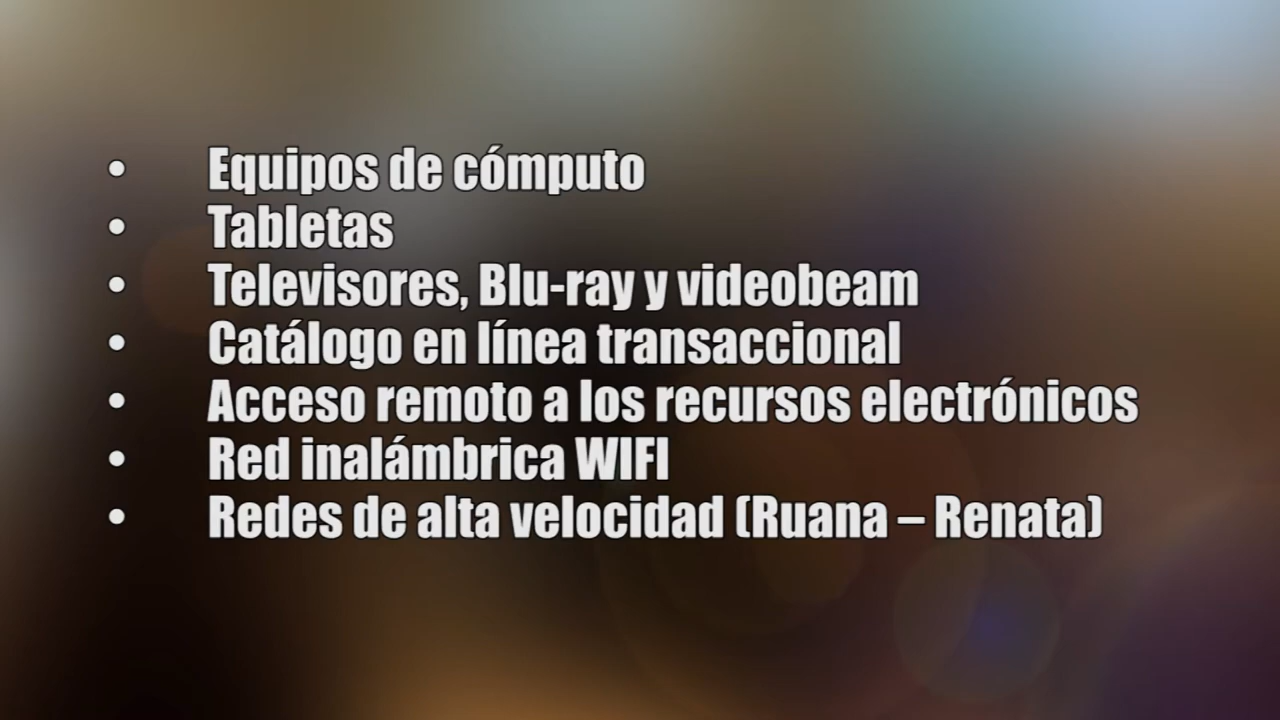 • Equipos de cómputo
• Tabletas
• Televisores, Blu-ray y videobeam
• Catálogo en línea transaccional
• Acceso remoto a los recursos electrónicos
• Red inalámbrica WIFI
• Redes de alta velocidad (Ruana – Renata)